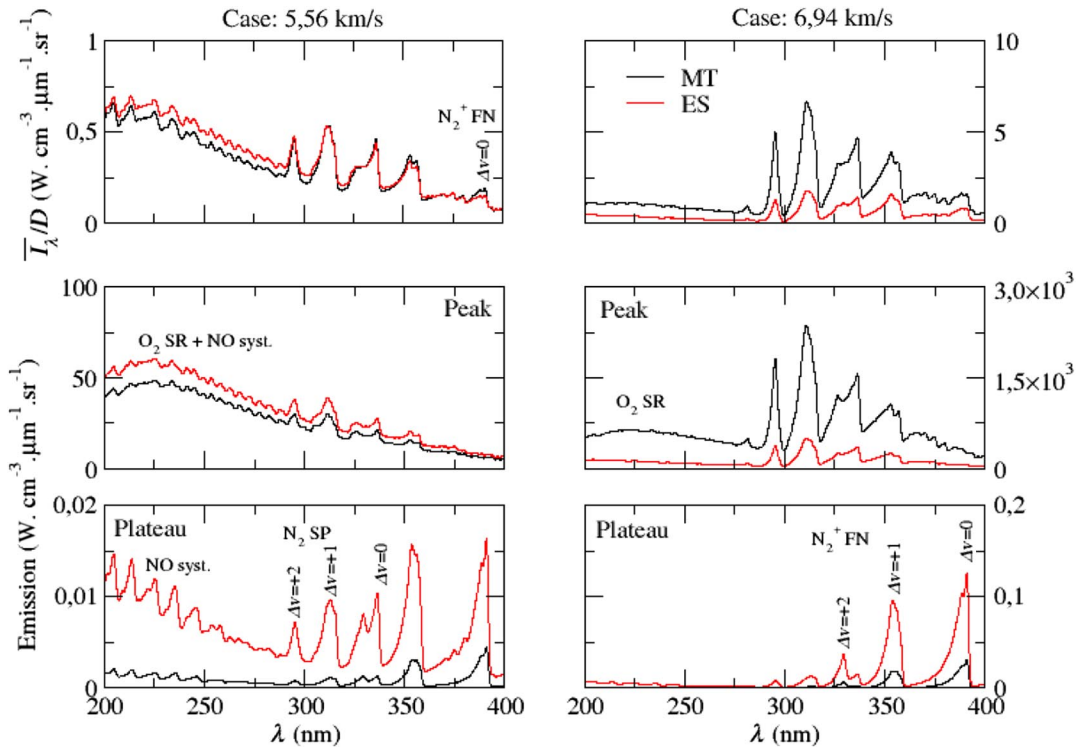 Case: 5,56 km/s
Case: 6,94 km/s
1
0,5
0
I_λ/D (W. cm⁻³.μm⁻¹.sr⁻¹)
N₂⁺ FN
Δv=0
MT
ES
10
5
0
100
50
0
Peak
O₂ SR + NO syst.
Peak
O₂ SR
3,0×10³
1,5×10³
0
Emission (W. cm⁻³.μm⁻¹.sr⁻¹)
0,02
0,01
0
Plateau
NO syst.
N₂ SP
Δv=+2
Δv=+1
Δv=0
200 250 300 350 400
λ (nm)
Plateau
N₂⁺ FN
Δv=+2
Δv=+1
Δv=0
0,2
0,1
0
200 250 300 350 400
λ (nm)